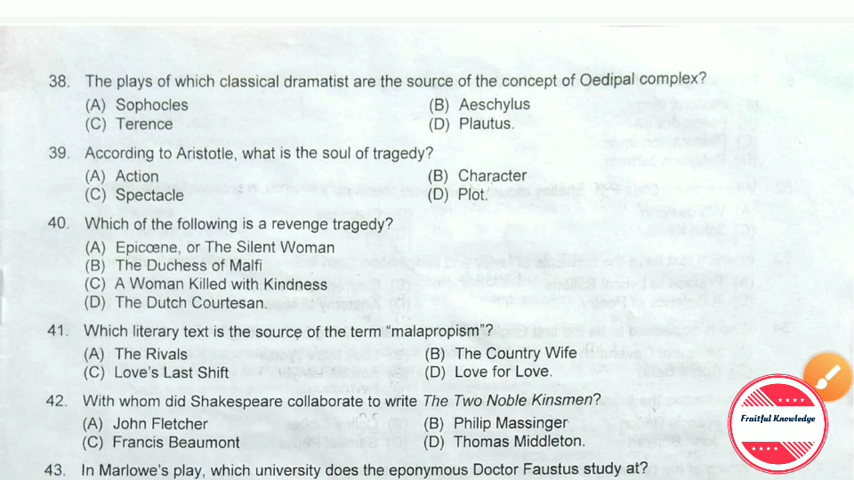 38. The plays of which classical dramatist are the source of the concept of Oedipal complex?
(A) Sophocles (B) Aeschylus
(C) Terence (D) Plautus.
39. According to Aristotle, what is the soul of tragedy?
(A) Action (B) Character
(C) Spectacle (D) Plot.
40. Which of the following is a revenge tragedy?
(A) Epicœne, or The Silent Woman
(B) The Duchess of Malfi
(C) A Woman Killed with Kindness
(D) The Dutch Courtesan.
41. Which literary text is the source of the term “malapropism”?
(A) The Rivals (B) The Country Wife
(C) Love's Last Shift (D) Love for Love.
42. With whom did Shakespeare collaborate to write The Two Noble Kinsmen?
(A) John Fletcher (B) Philip Massinger
(C) Francis Beaumont (D) Thomas Middleton.
43. In Marlowe's play, which university does the eponymous Doctor Faustus study at?
Fraitful Knowledge